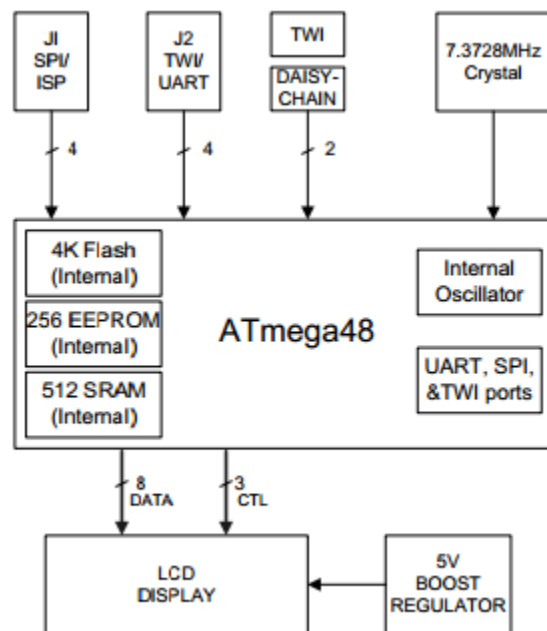 J1
SPI/
ISP
J2
TWI/
UART
TWI
DAISY-
CHAIN
7.3728MHz
Crystal
4
4
2
4K Flash
(Internal)
256 EEPROM
(Internal)
512 SRAM
(Internal)
ATmega48
Internal
Oscillator
UART, SPI,
&TWI ports
8
DATA
3
CTL
LCD
DISPLAY
5V
BOOST
REGULATOR